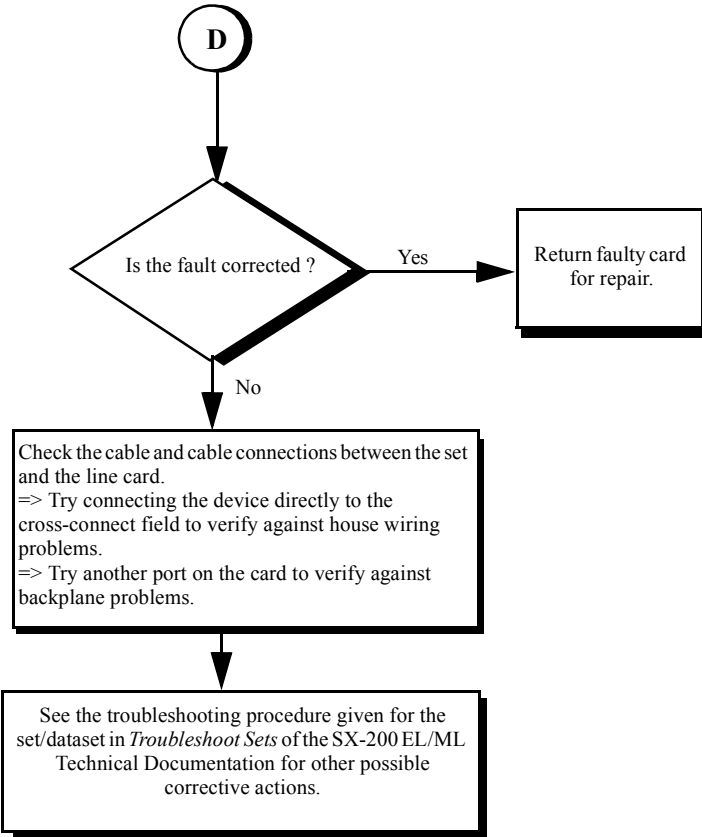 D
Is the fault corrected ?
Yes
Return faulty card
for repair.
No
Check the cable and cable connections between the set
and the line card.
=> Try connecting the device directly to the
cross-connect field to verify against house wiring
problems.
=> Try another port on the card to verify against
backplane problems.
See the troubleshooting procedure given for the
set/dataset in Troubleshoot Sets of the SX-200 EL/ML
Technical Documentation for other possible
corrective actions.